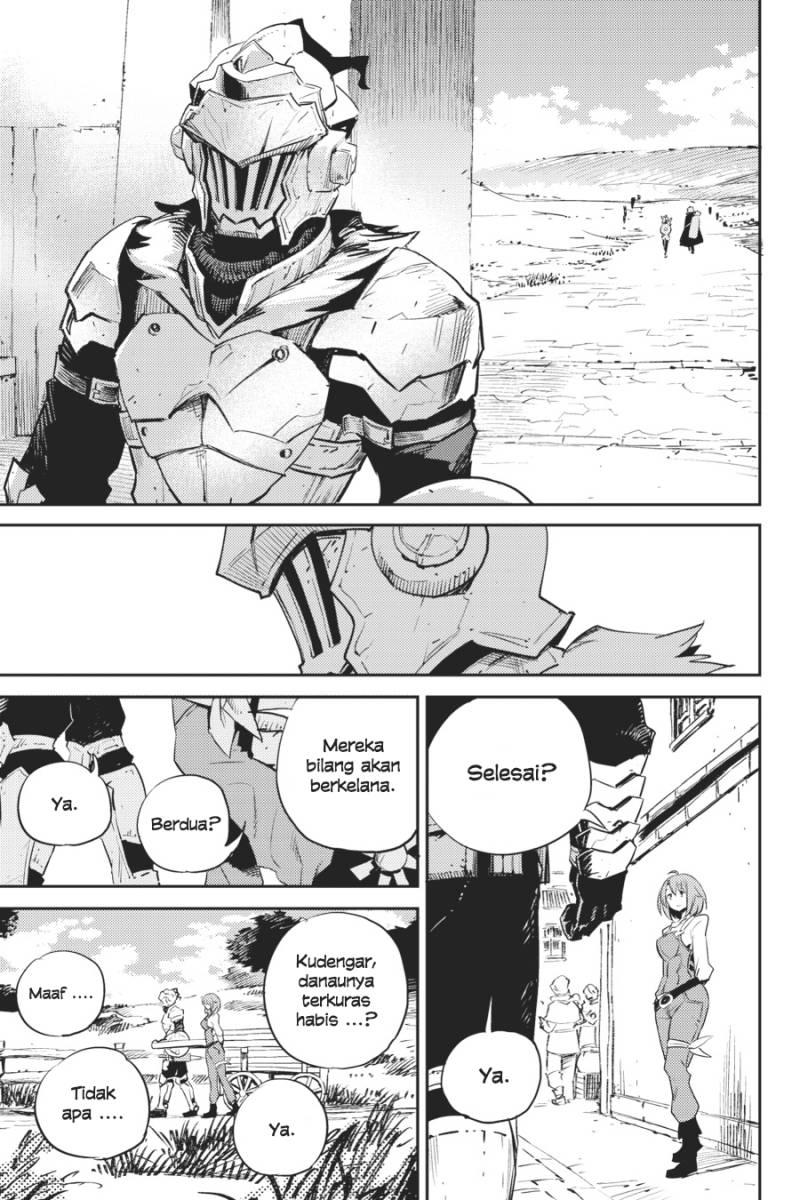 Selesai?
Ya.
Mereka
bilang akan
berkelana.
Berdua?
Ya.
Kudengar,
danaunya
terkuras
habis ...?
Ya.
Maaf ....
Tidak
apa ....